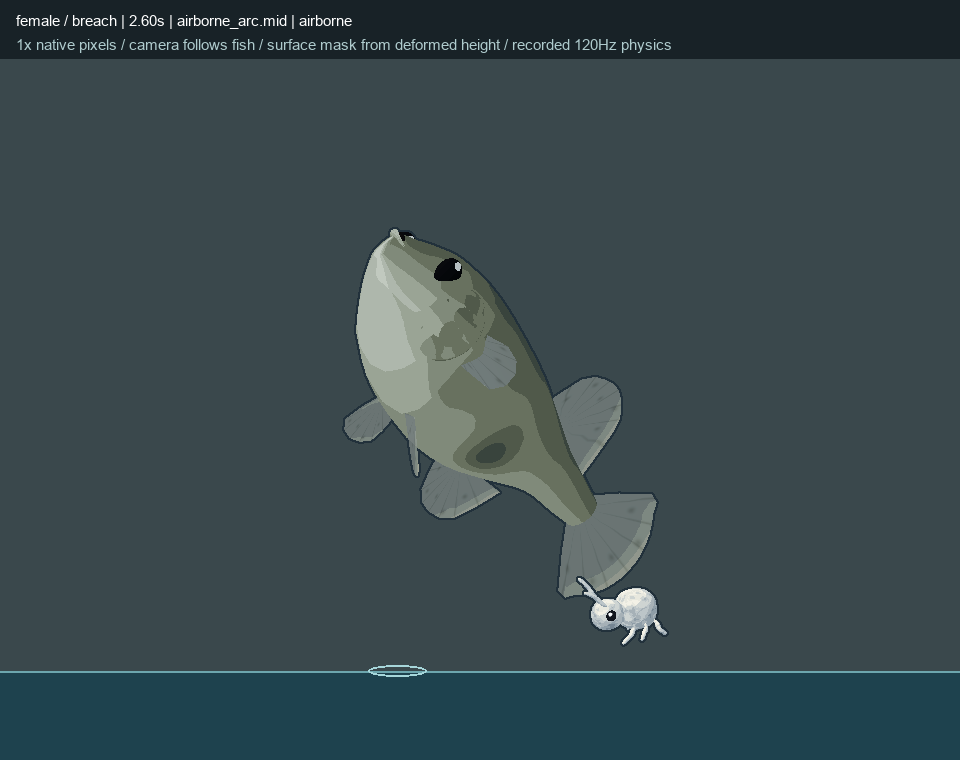 female / breach | 2.60s | airborne_arc.mid | airborne
1x native pixels / camera follows fish / surface mask from deformed height / recorded 120Hz physics